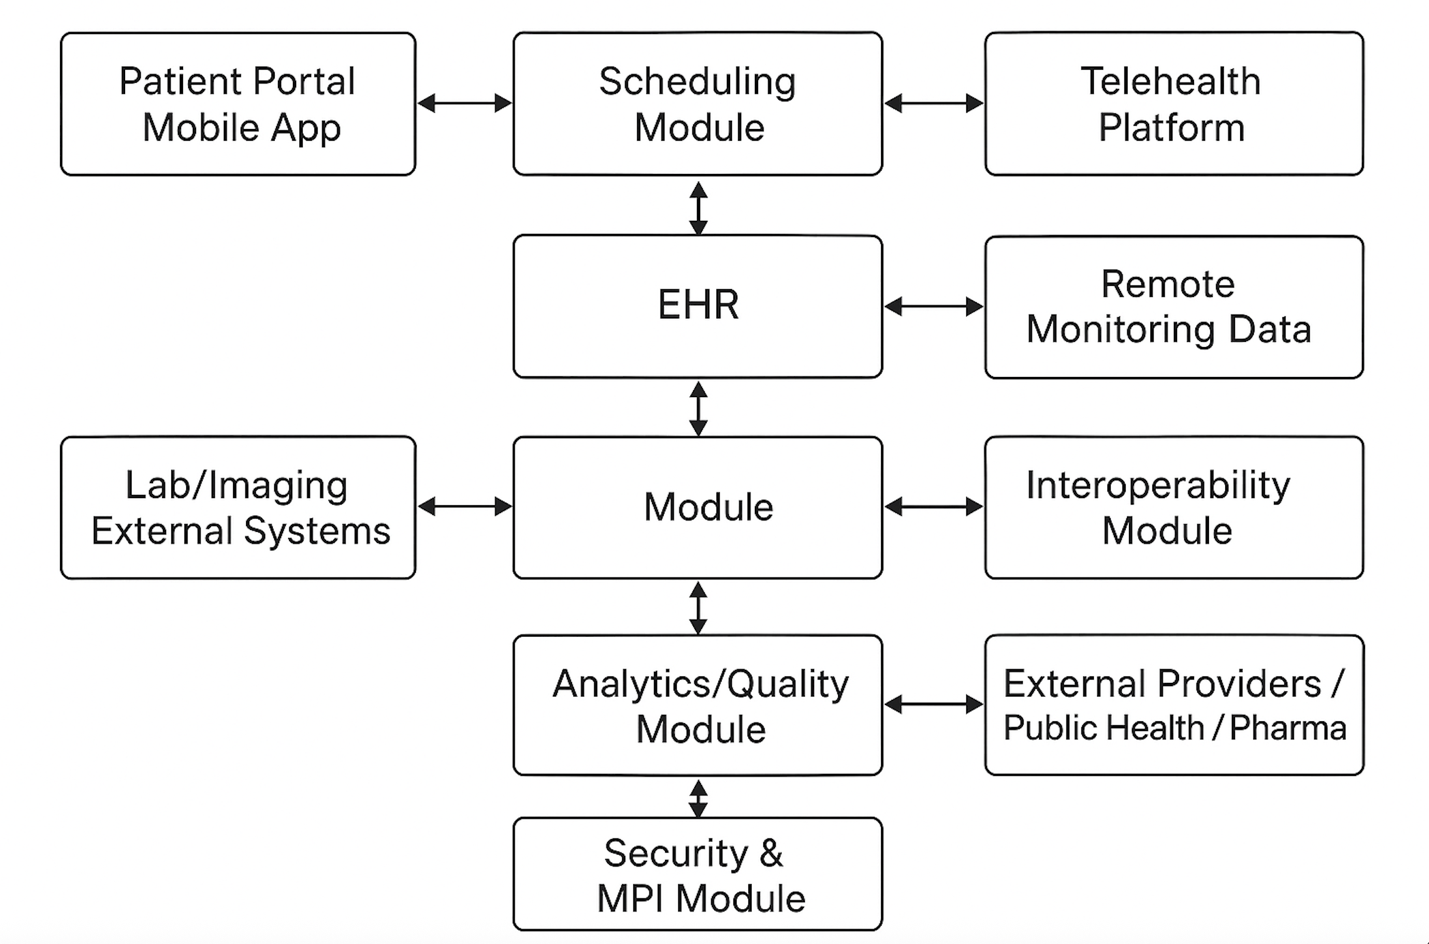 Patient Portal
Mobile App
Scheduling
Module
Telehealth
Platform
EHR
Remote
Monitoring Data
Lab/Imaging
External Systems
Module
Interoperability
Module
Analytics/Quality
Module
External Providers /
Public Health / Pharma
Security &
MPI Module